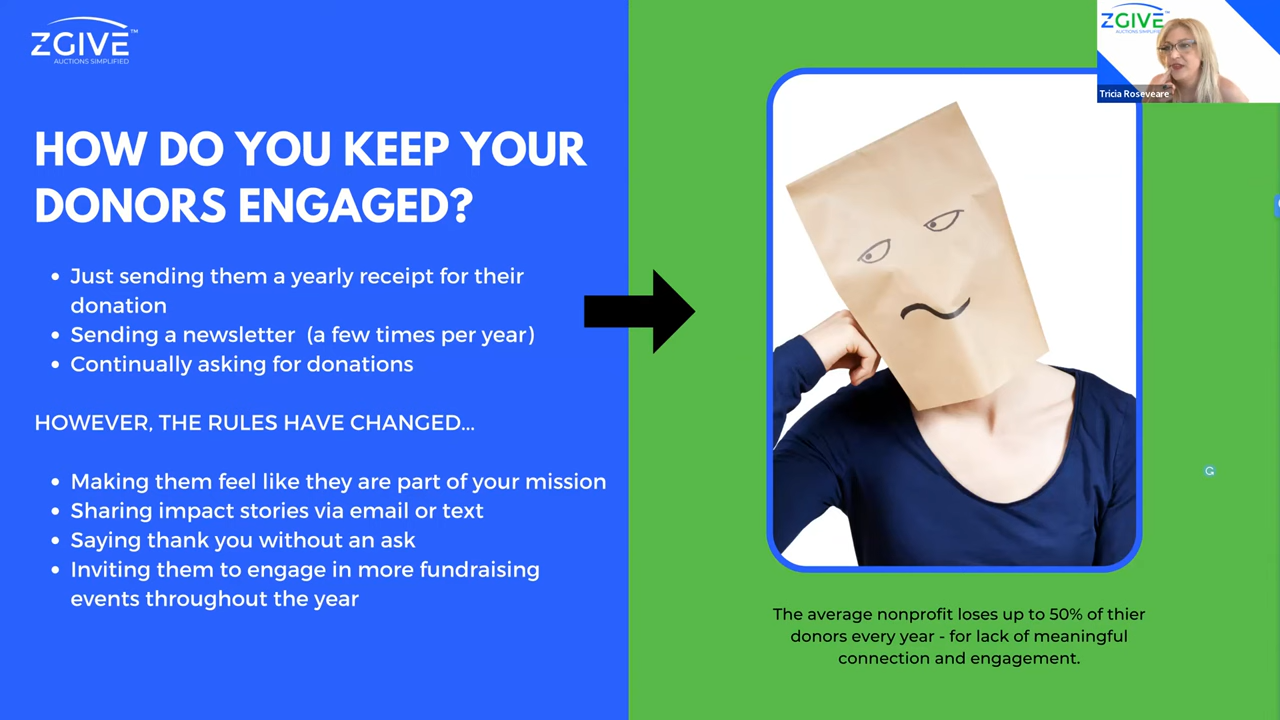 ZGIVE™
AUCTIONS SIMPLIFIED
HOW DO YOU KEEP YOUR
DONORS ENGAGED?
• Just sending them a yearly receipt for their
donation
• Sending a newsletter (a few times per year)
• Continually asking for donations
HOWEVER, THE RULES HAVE CHANGED...
• Making them feel like they are part of your mission
• Sharing impact stories via email or text
• Saying thank you without an ask
• Inviting them to engage in more fundraising
events throughout the year
ZGIVE™
AUCTIONS SIMPLIFIED
Tricia Roseveare
The average nonprofit loses up to 50% of thier
donors every year - for lack of meaningful
connection and engagement.